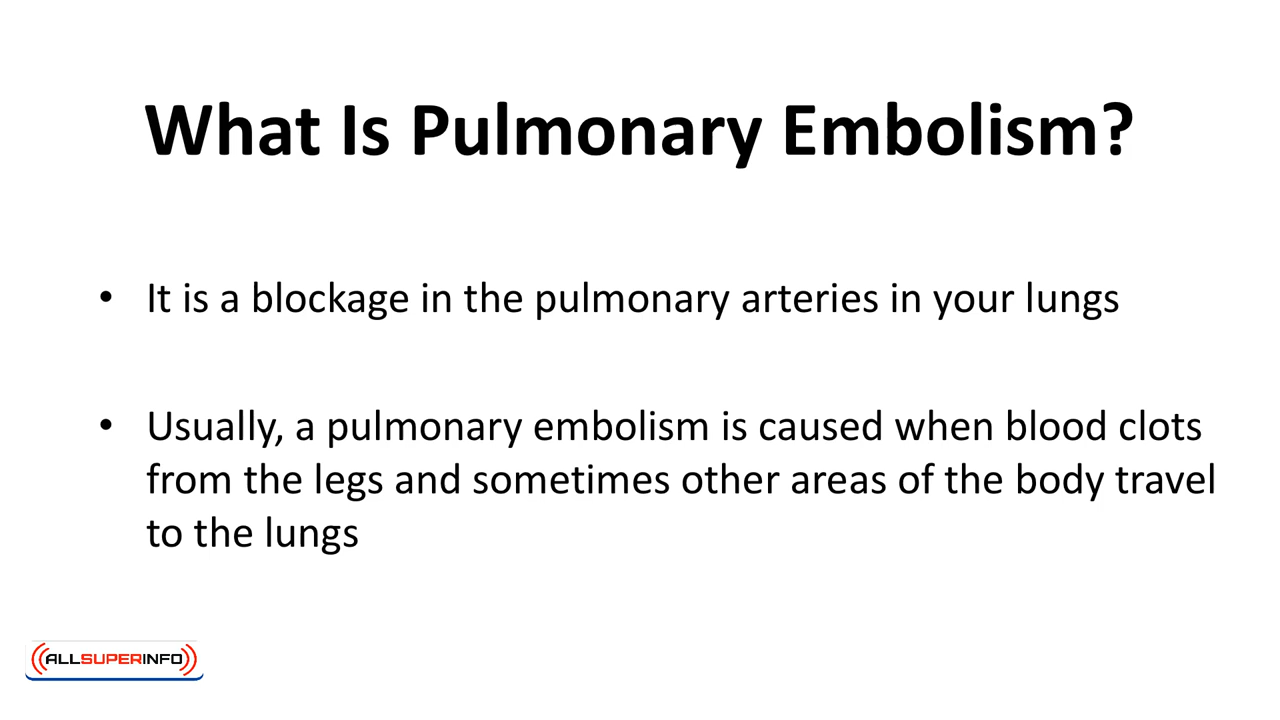 What Is Pulmonary Embolism?
• It is a blockage in the pulmonary arteries in your lungs
• Usually, a pulmonary embolism is caused when blood clots
from the legs and sometimes other areas of the body travel
to the lungs
ALLSUPERINFO